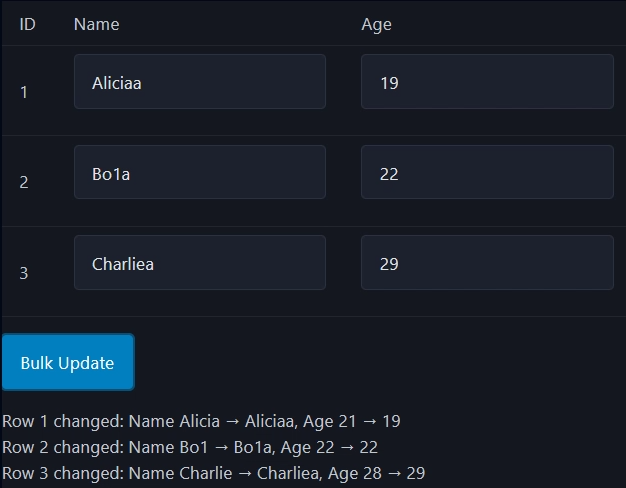 ID Name Age
1 Aliciaa 19
2 Bo1a 22
3 Charliea 29
Bulk Update
Row 1 changed: Name Alicia → Aliciaa, Age 21 → 19
Row 2 changed: Name Bo1 → Bo1a, Age 22 → 22
Row 3 changed: Name Charlie → Charliea, Age 28 → 29